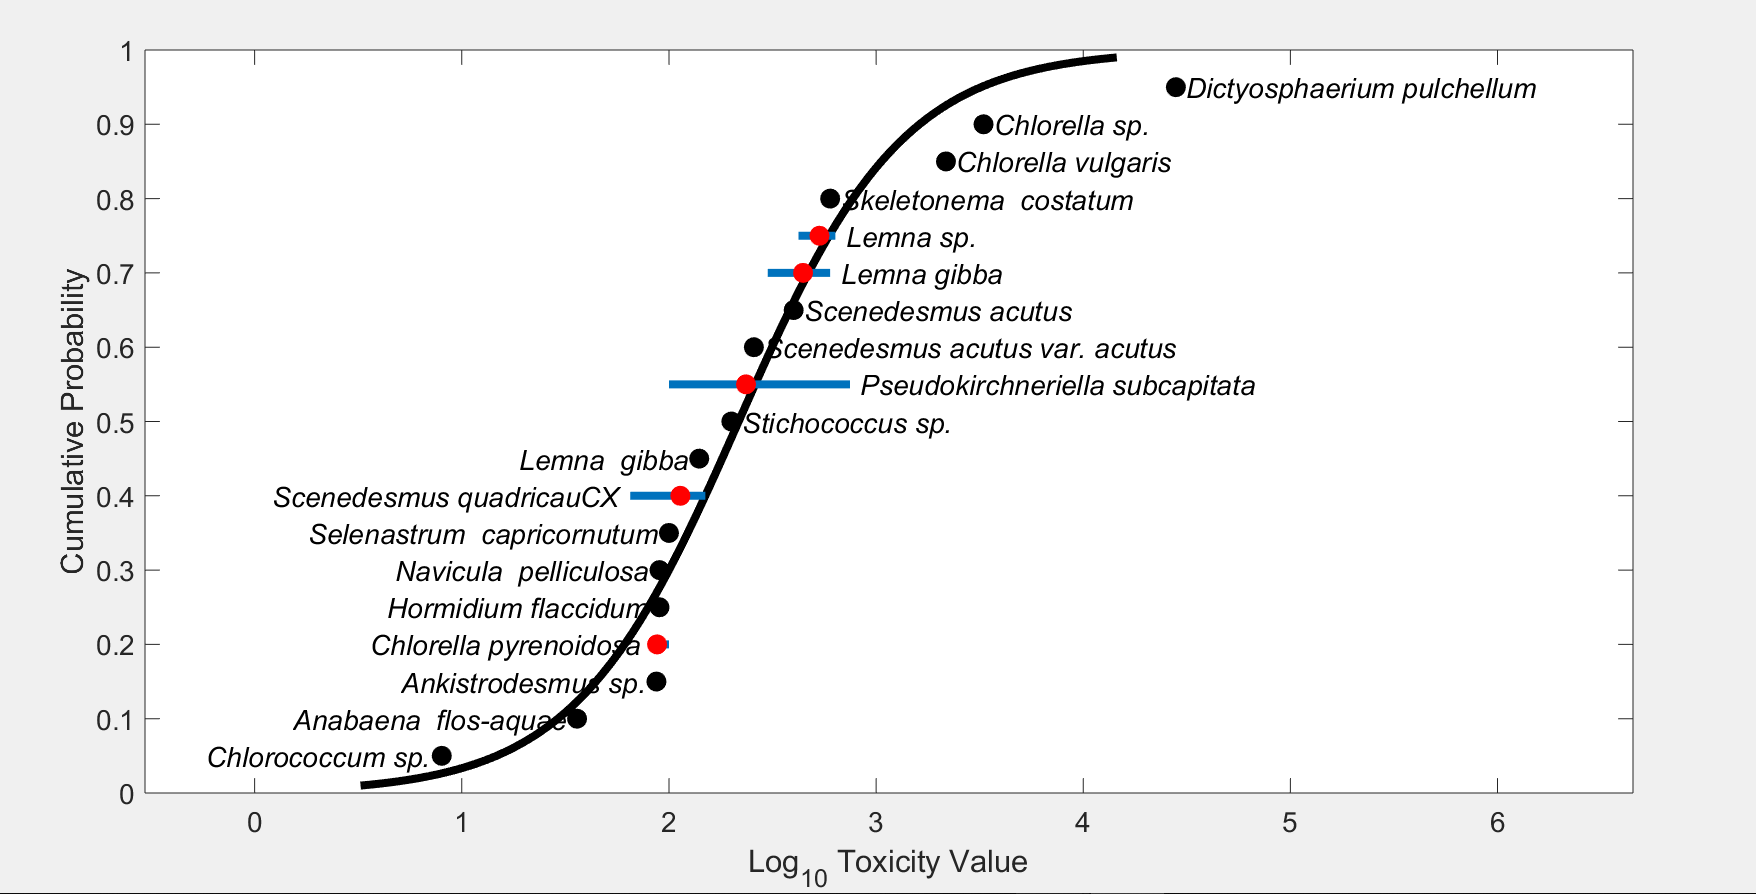 1
Dictyosphaerium pulchellum
0.9
Chlorella sp.
Chlorella vulgaris
0.8
Skeletonema costatum
Lemna sp.
0.7
Lemna gibba
Scenedesmus acutus
0.6
Scenedesmus acutus var. acutus
Pseudokirchneriella subcapitata
0.5
Stichococcus sp.
Lemna gibba
0.4
Scenedesmus quadricauCX
Selenastrum capricornutum
0.3
Navicula pelliculosa
Hormidium flaccidum
0.2
Chlorella pyrenoidosa
Ankistrodesmus sp.
0.1
Anabaena flos-aquae
Chlorococcum sp.
0
Cumulative Probability
0 1 2 3 4 5 6
Log10 Toxicity Value